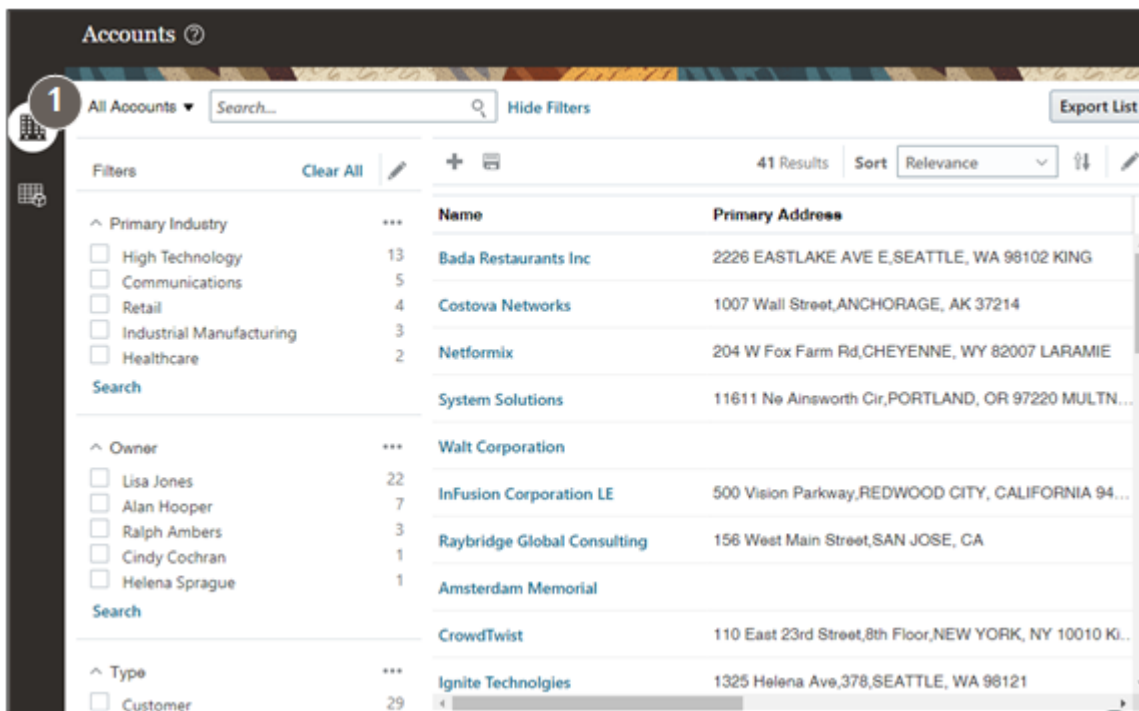 Accounts
1
All Accounts Search... Hide Filters Export List
Filters Clear All
41 Results Sort Relevance
Primary Industry
High Technology 13
Communications 5
Retail 4
Industrial Manufacturing 3
Healthcare 2
Search
Owner
Lisa Jones 22
Alan Hooper 7
Ralph Ambers 3
Cindy Cochran 1
Helena Sprague 1
Search
Type
Customer 29
Name Primary Address
Bada Restaurants Inc 2226 EASTLAKE AVE E,SEATTLE, WA 98102 KING
Costova Networks 1007 Wall Street,ANCHORAGE, AK 37214
Netformix 204 W Fox Farm Rd,CHEYENNE, WY 82007 LARAMIE
System Solutions 11611 Ne Ainsworth Cir,PORTLAND, OR 97220 MULTN...
Walt Corporation
InFusion Corporation LE 500 Vision Parkway,REDWOOD CITY, CALIFORNIA 94...
Raybridge Global Consulting 156 West Main Street,SAN JOSE, CA
Amsterdam Memorial
CrowdTwist 110 East 23rd Street,8th Floor,NEW YORK, NY 10010 Ki...
Ignite Technolgies 1325 Helena Ave,378,SEATTLE, WA 98121